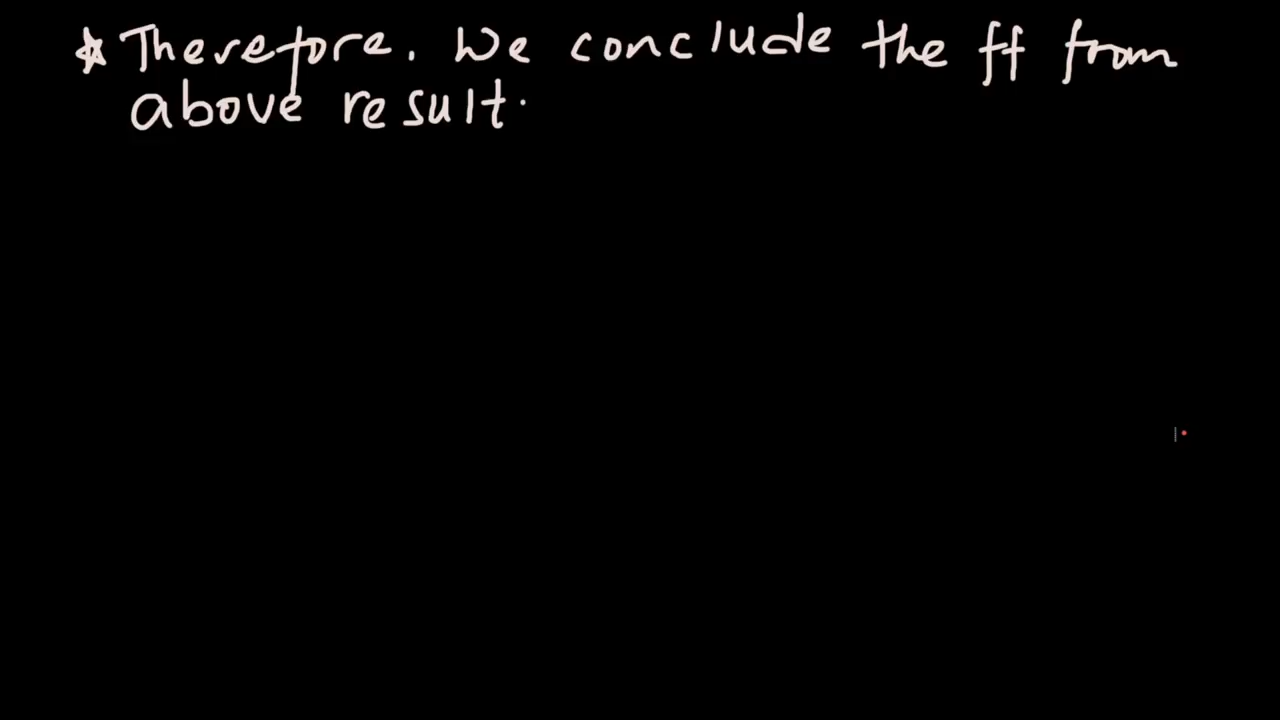 * Therefore. We conclude the ff from
above result.